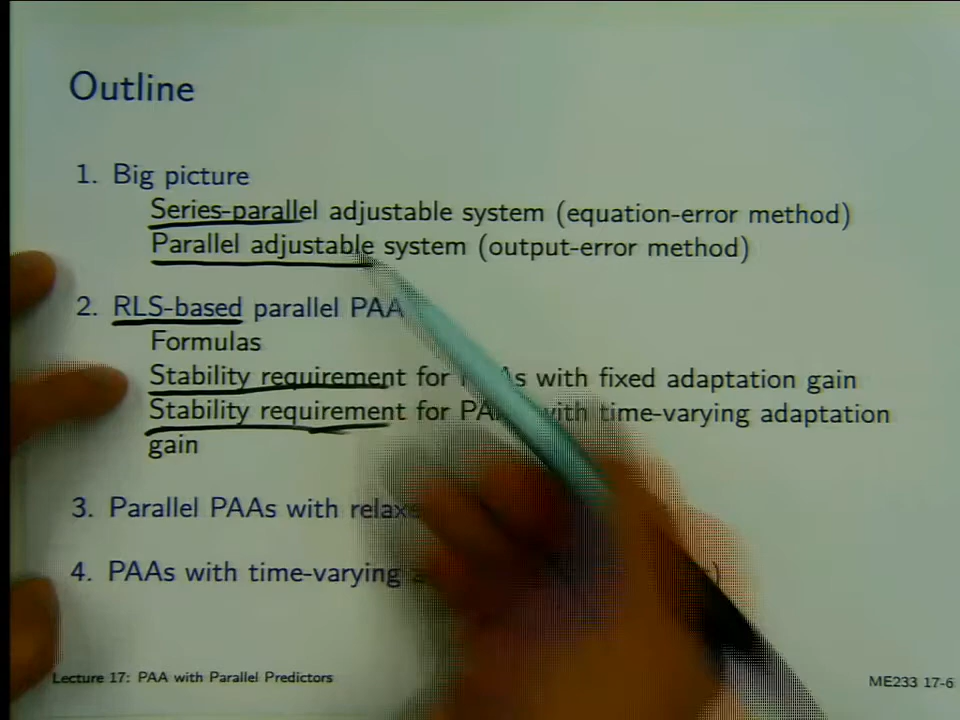 Outline
1. Big picture
Series-parallel adjustable system (equation-error method)
Parallel adjustable system (output-error method)
2. RLS-based parallel PAA
Formulas
Stability requirement for with fixed adaptation gain
Stability requirement for with time-varying adaptation
gain
3. Parallel PAAs with
4. PAAs with time-varying
Lecture 17: PAA with Parallel Predictors
ME233 17-6